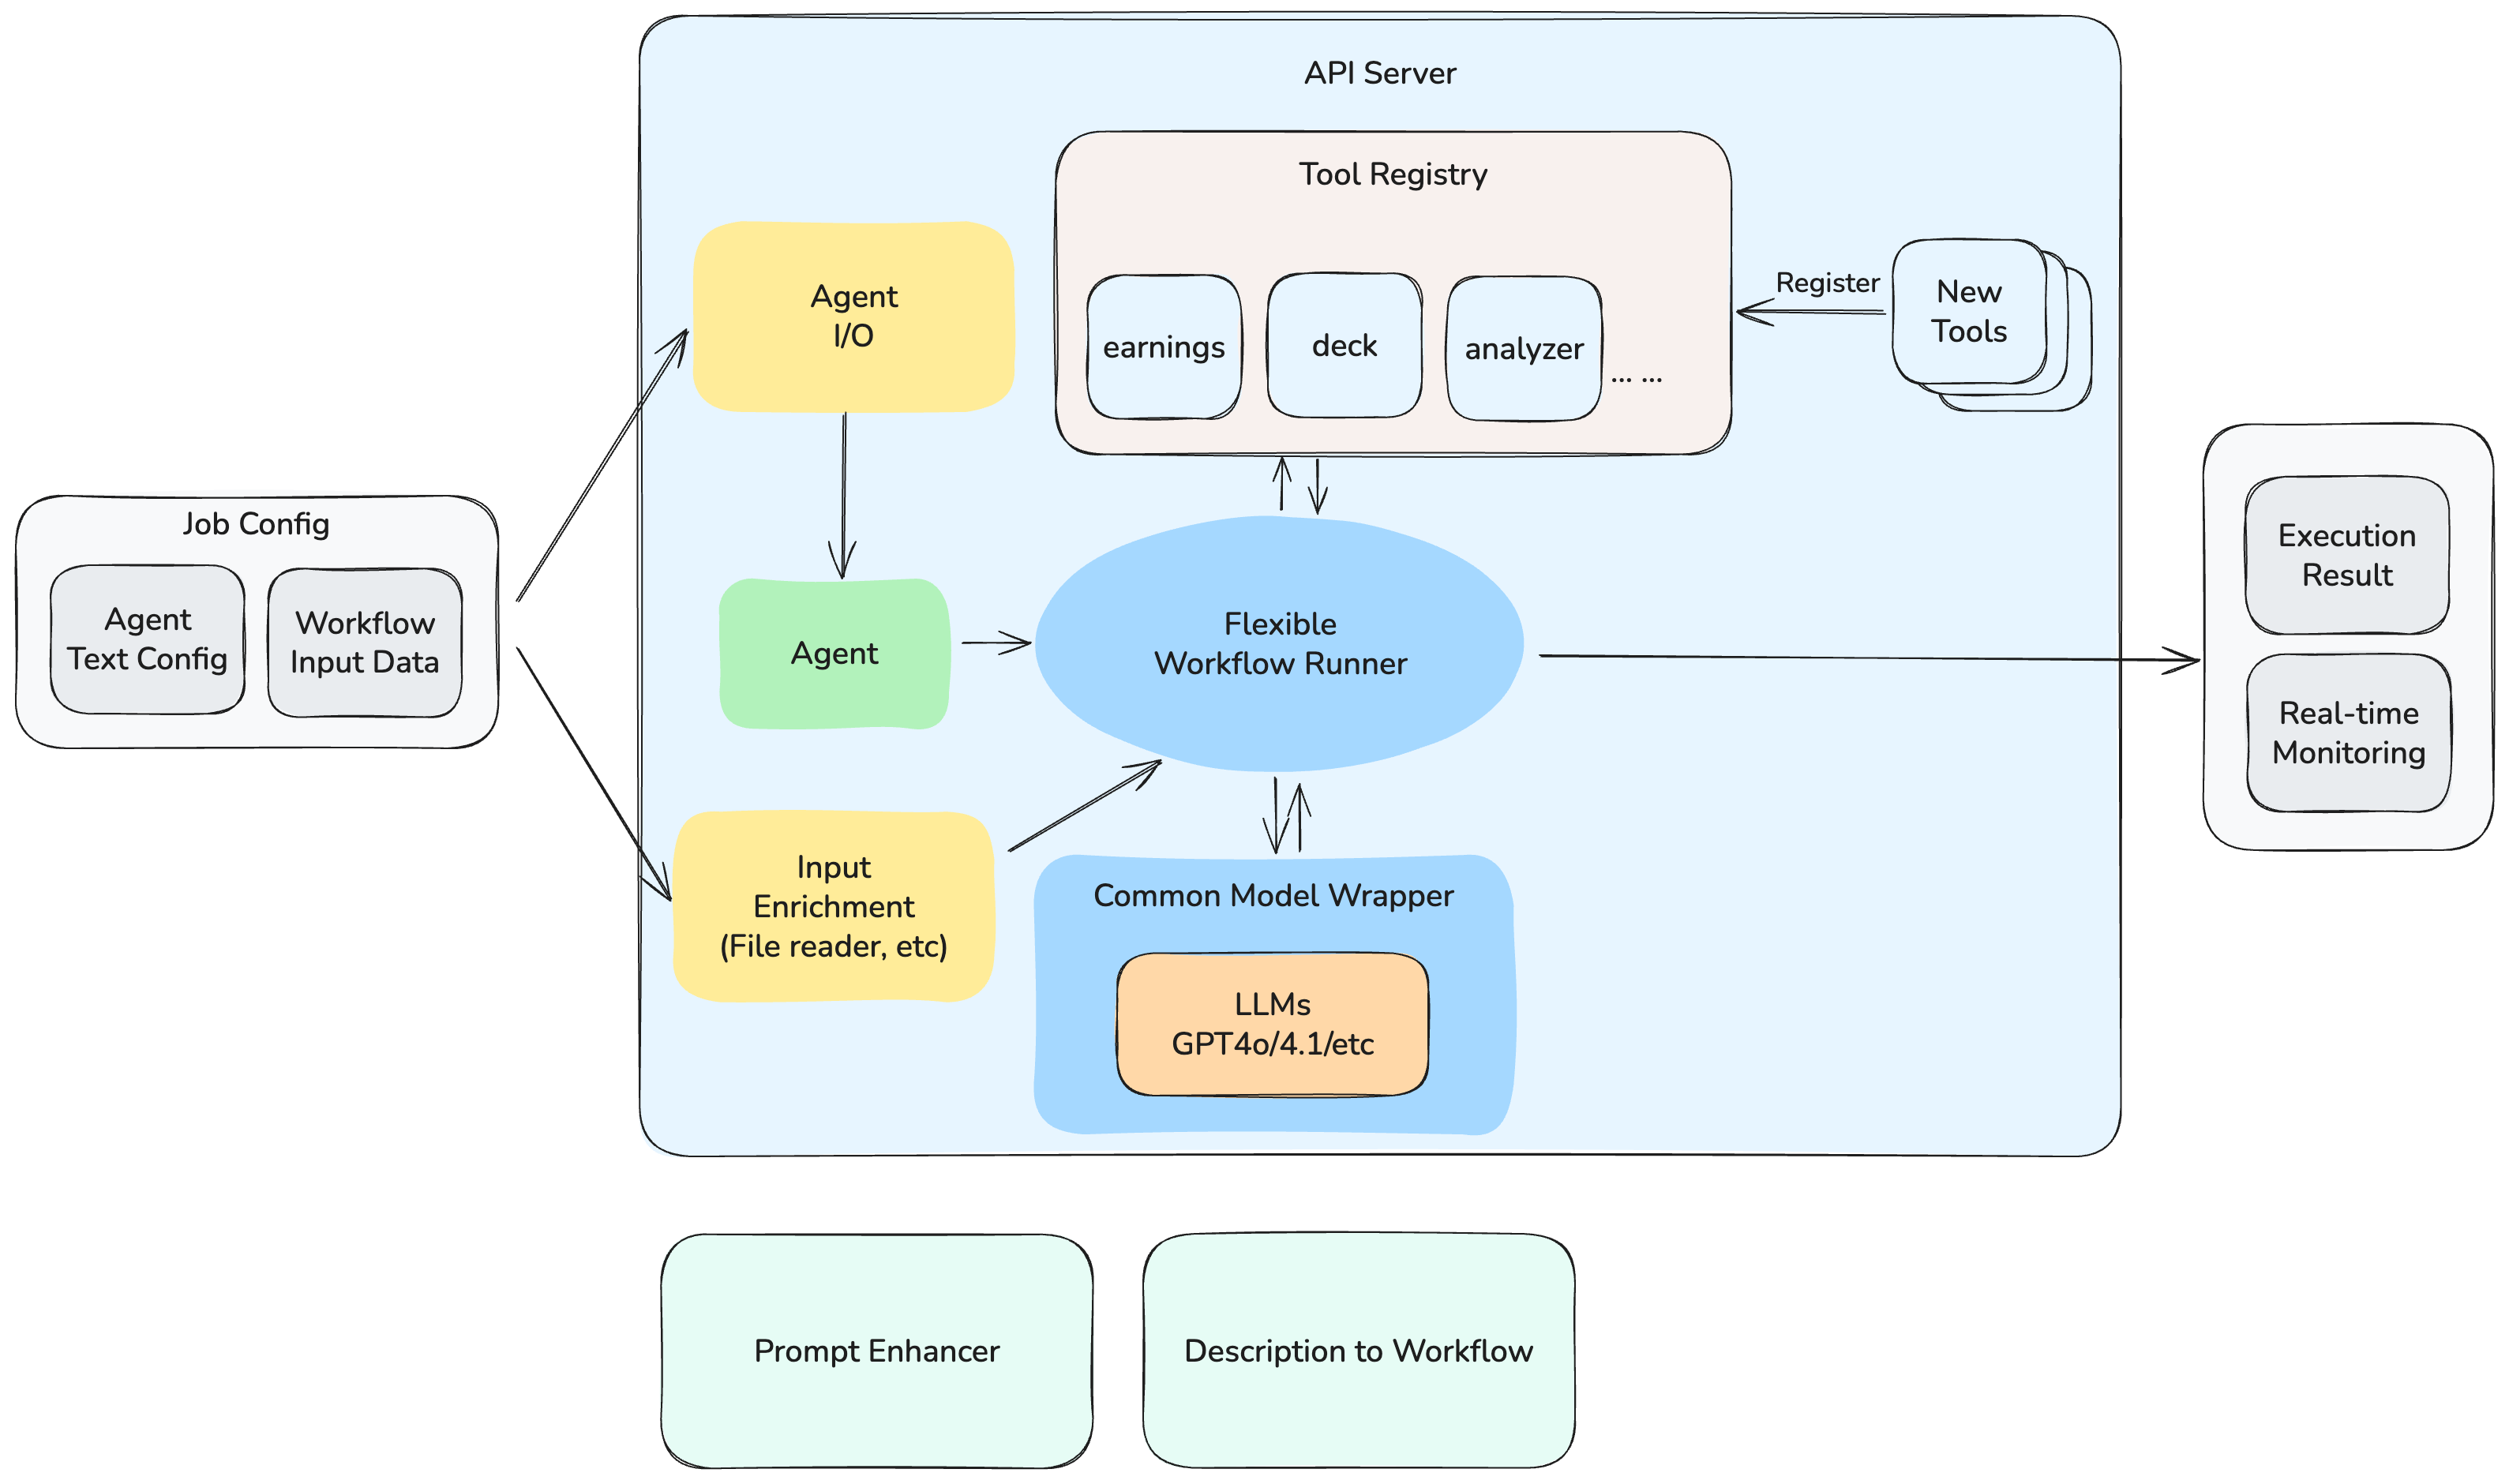 API Server
Tool Registry
Agent
I/O
earnings
deck
analyzer
... ...
Register
New
Tools
Job Config
Agent
Text Config
Workflow
Input Data
Agent
Flexible
Workflow Runner
Execution
Result
Real-time
Monitoring
Input
Enrichment
(File reader, etc)
Common Model Wrapper
LLMs
GPT4o/4.1/etc
Prompt Enhancer
Description to Workflow